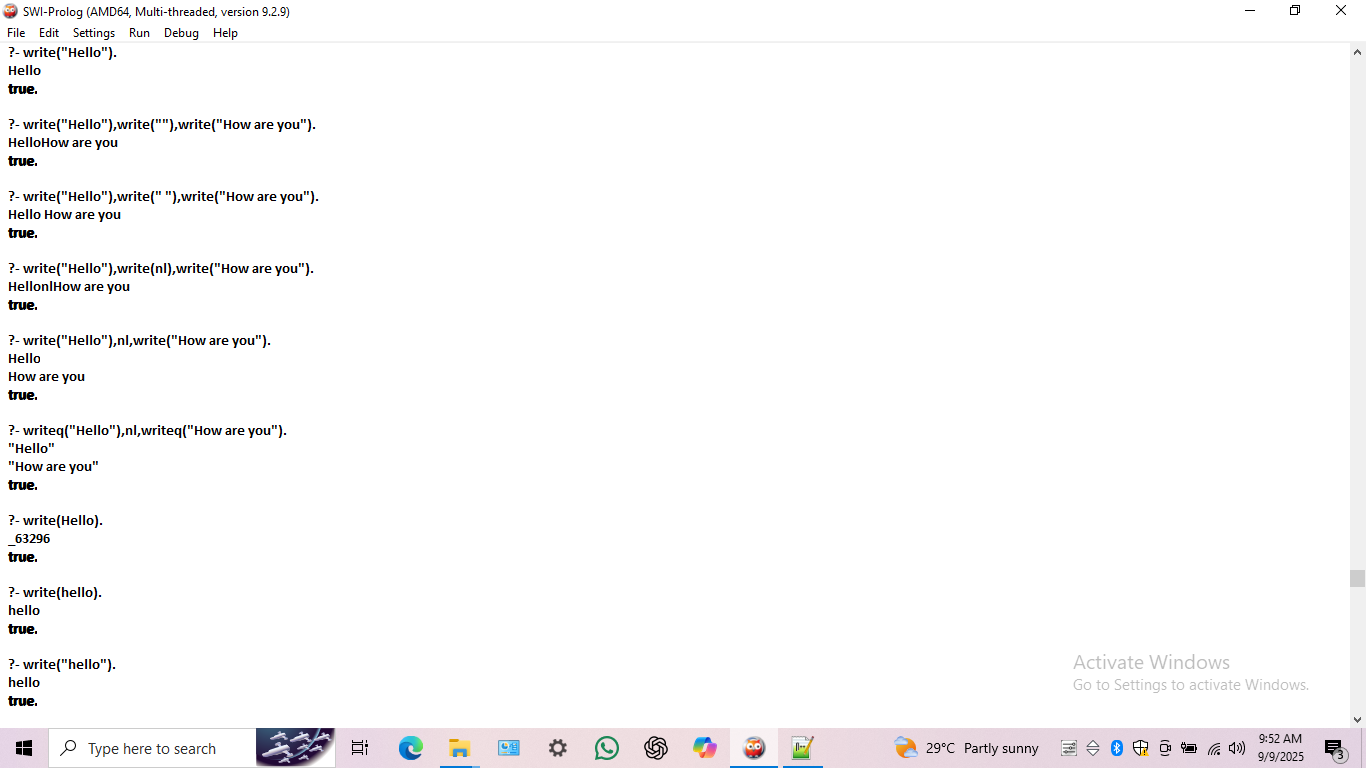 SWI-Prolog (AMD64, Multi-threaded, version 9.2.9)
File Edit Settings Run Debug Help
?- write("Hello").
Hello
true.
?- write("Hello"),write(""),write("How are you").
HelloHow are you
true.
?- write("Hello"),write(" "),write("How are you").
Hello How are you
true.
?- write("Hello"),write(nl),write("How are you").
HellonlHow are you
true.
?- write("Hello"),nl,write("How are you").
Hello
How are you
true.
?- writeq("Hello"),nl,writeq("How are you").
"Hello"
"How are you"
true.
?- write(Hello).
_63296
true.
?- write(hello).
hello
true.
?- write("hello").
hello
true.
Activate Windows
Go to Settings to activate Windows.
Type here to search
29°C Partly sunny
9:52 AM
9/9/2025
3